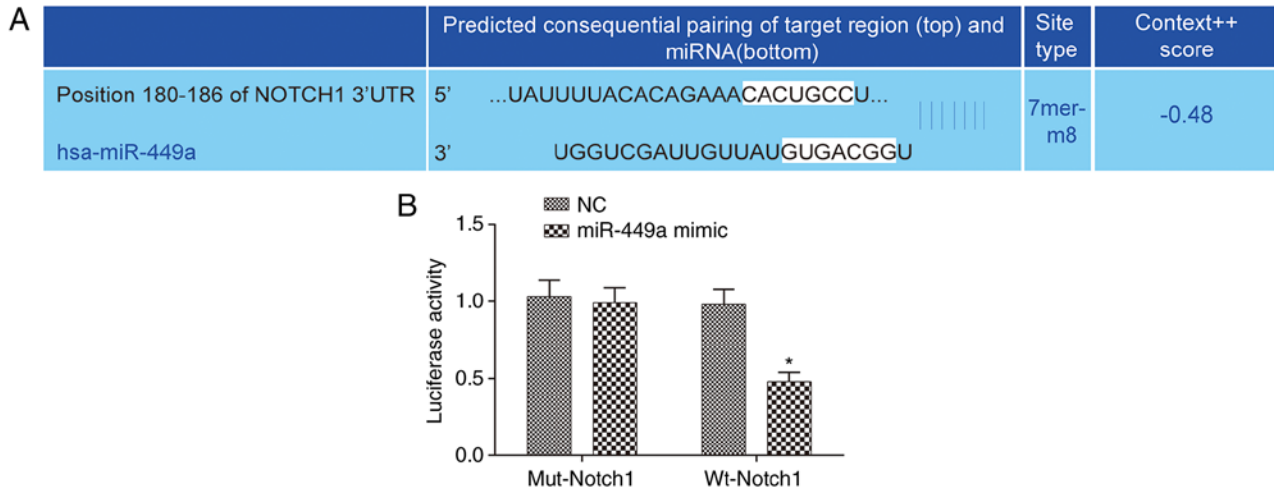 A
Predicted consequential pairing of target region (top) and
miRNA(bottom)
Site
type
Context++
score
Position 180-186 of NOTCH1 3'UTR
5'
...UAUUUUACACAGAAACACUGCCU...
hsa-miR-449a
3'
UGGUCGAUUGUUAUGUGACGGU
7mer-
m8
-0.48
B
NC
miR-449a mimic
Luciferase activity
1.5
1.0
0.5
0.0
*
Mut-Notch1
Wt-Notch1